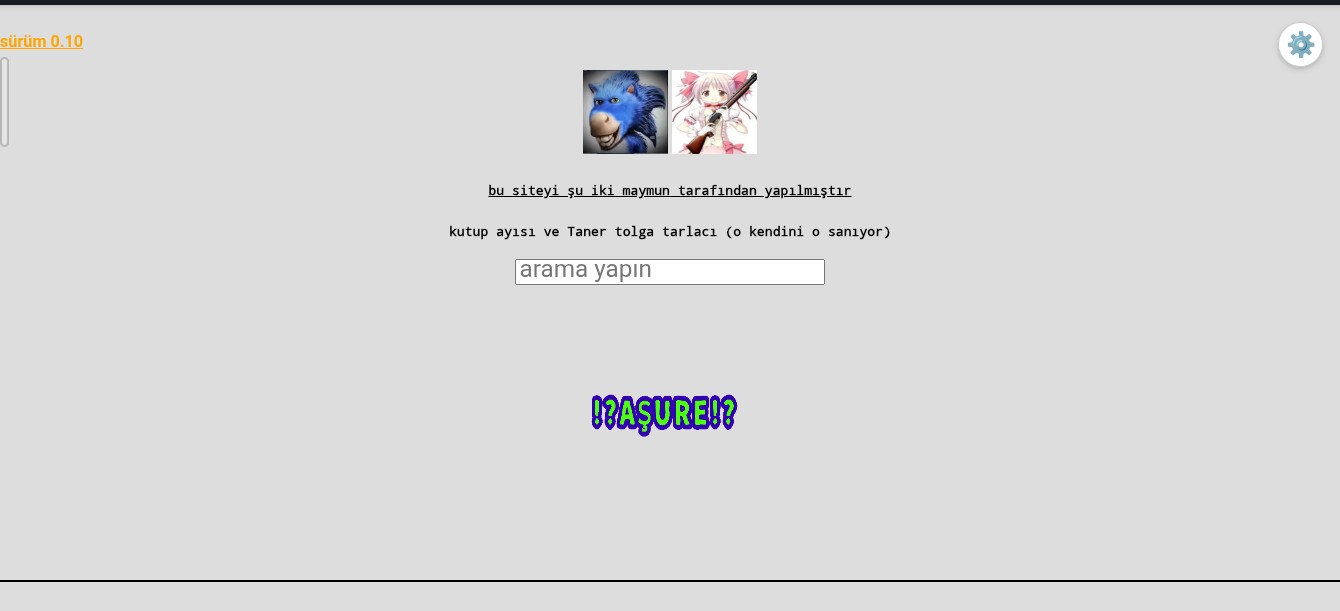 sürüm 0.10
bu siteyi şu iki maymun tarafından yapılmıştır
kutup ayısı ve Taner tolga tarlacı (o kendini o sanıyor)
arama yapın
!?AŞURE!?